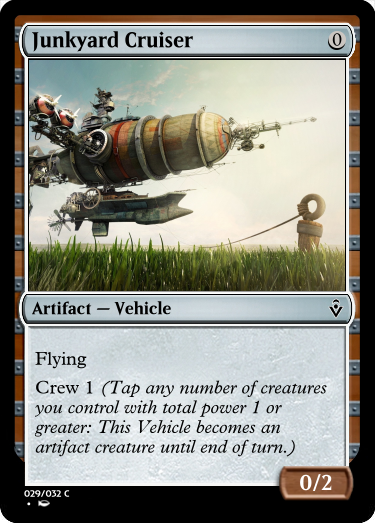 Junkyard Cruiser 0
Artifact — Vehicle
Flying
Crew 1 (Tap any number of creatures
you control with total power 1 or
greater: This Vehicle becomes an
artifact creature until end of turn.)
0/2
029/032 C